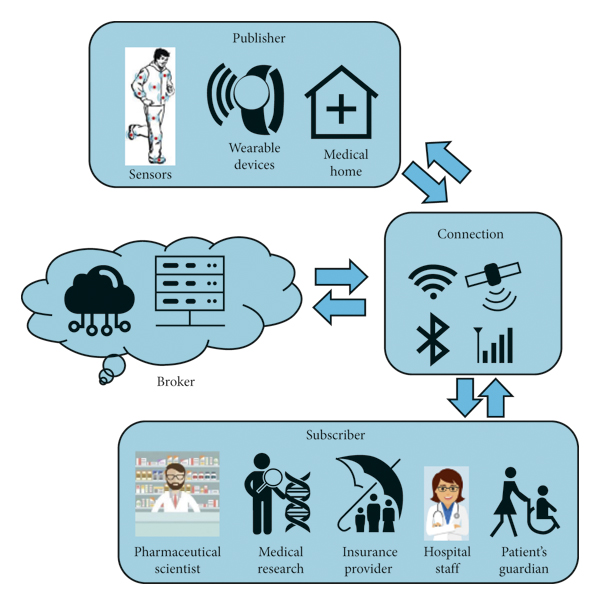 Publisher
Sensors
Wearable
devices
Medical
home
Connection
Broker
Subscriber
Pharmaceutical
scientist
Medical
research
Insurance
provider
Hospital
staff
Patient's
guardian